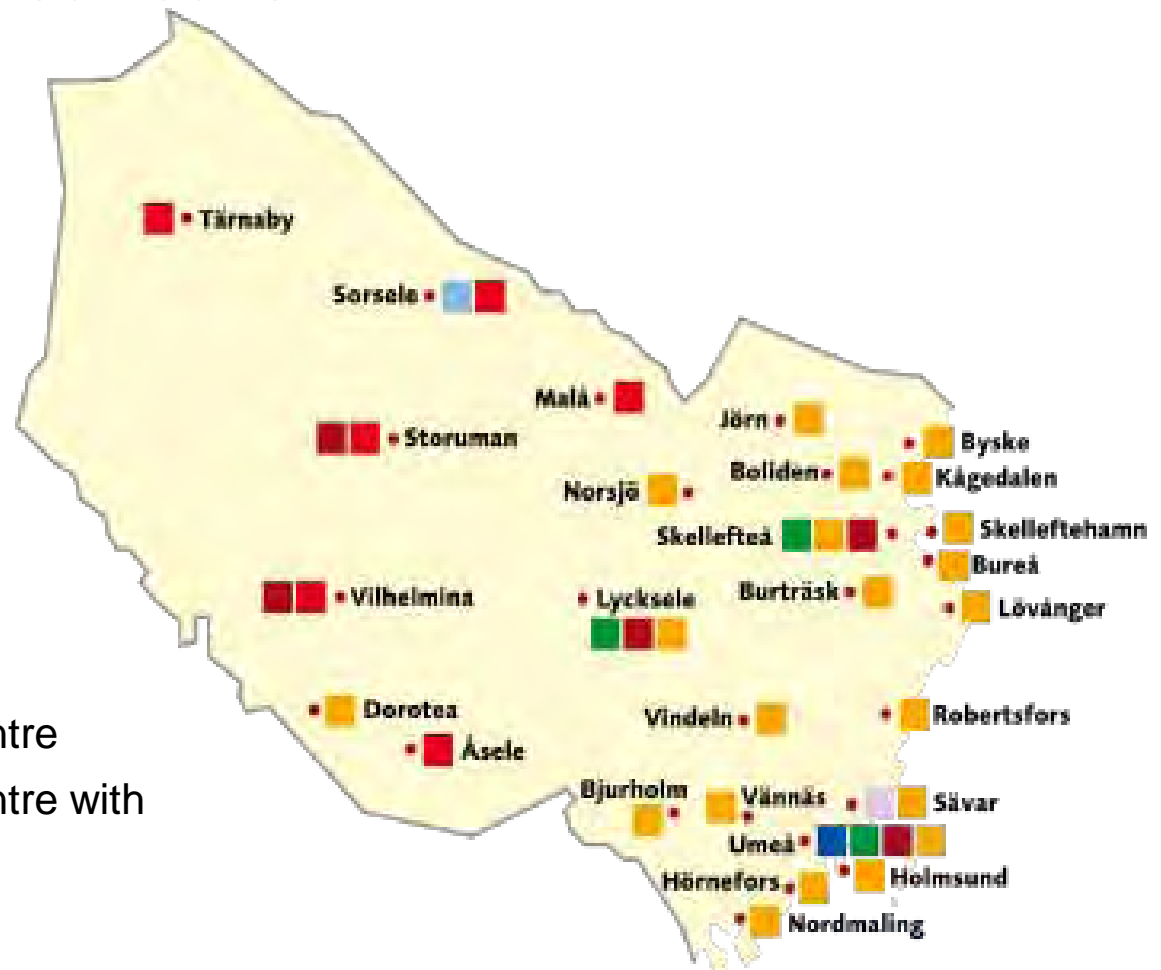 Tärnaby
Sorsele
Malå
Jörn
Storuman
Byske
Boliden
Kågedalen
Norsjö
Skellefteå
Skelleftehamn
Bureå
Vilhelmina
Lycksele
Burträsk
Lövånger
Dorotea
Vindeln
Robertsfors
ntre
Åsele
Bjurholm
Vännäs
Sävar
ntre with
Umeå
Hörnefors
Holmsund
Nordmaling